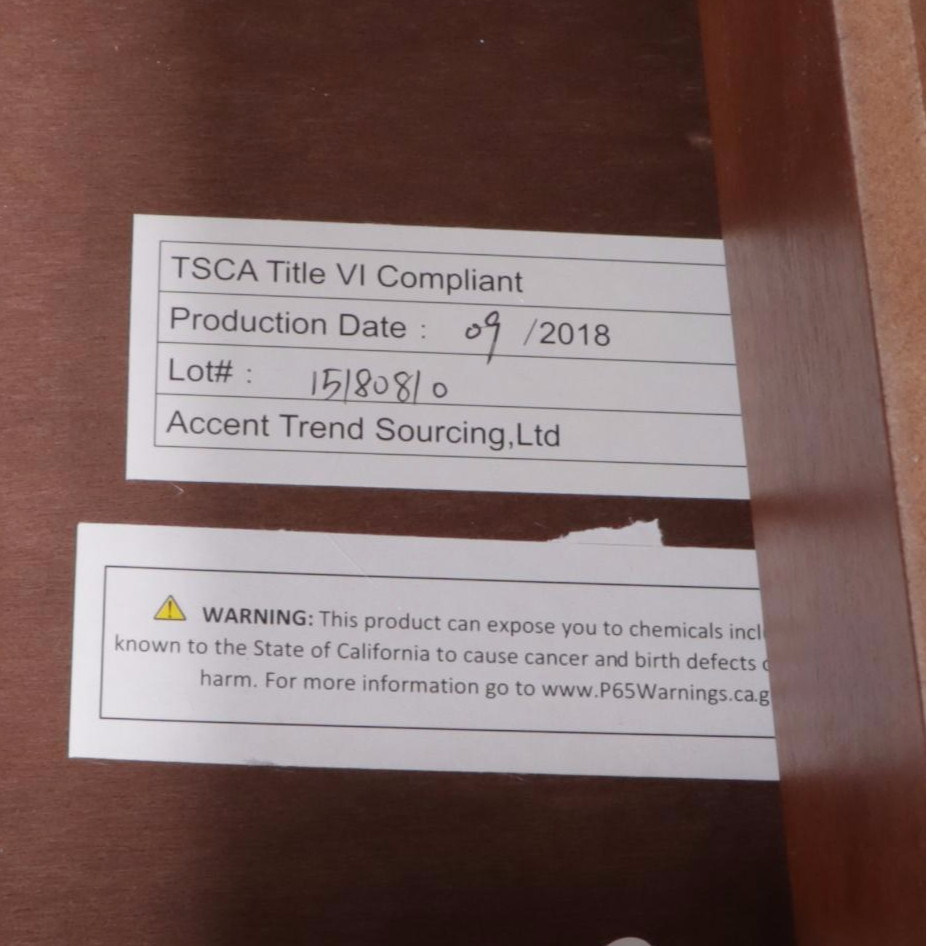 TSCA Title VI Compliant
Production Date : 09 /2018
Lot# : 15180810
Accent Trend Sourcing,Ltd
WARNING: This product can expose you to chemicals incl
known to the State of California to cause cancer and birth defects
harm. For more information go to www.P65Warnings.ca.g